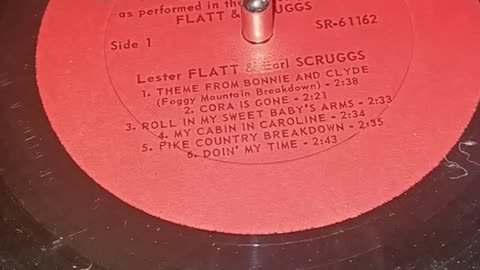 as performed in the
FLATT & SCRUGGS
SR-61162
Side 1
Lester FLATT & Earl SCRUGGS
1. THEME FROM BONNIE AND CLYDE
(Foggy Mountain Breakdown) - 2:38
2. CORA IS GONE - 2:21
3. ROLL IN MY SWEET BABY'S ARMS - 2:33
4. MY CABIN IN CAROLINE - 2:34
5. PIKE COUNTRY BREAKDOWN - 2:35
6. DOIN' MY TIME - 2:43